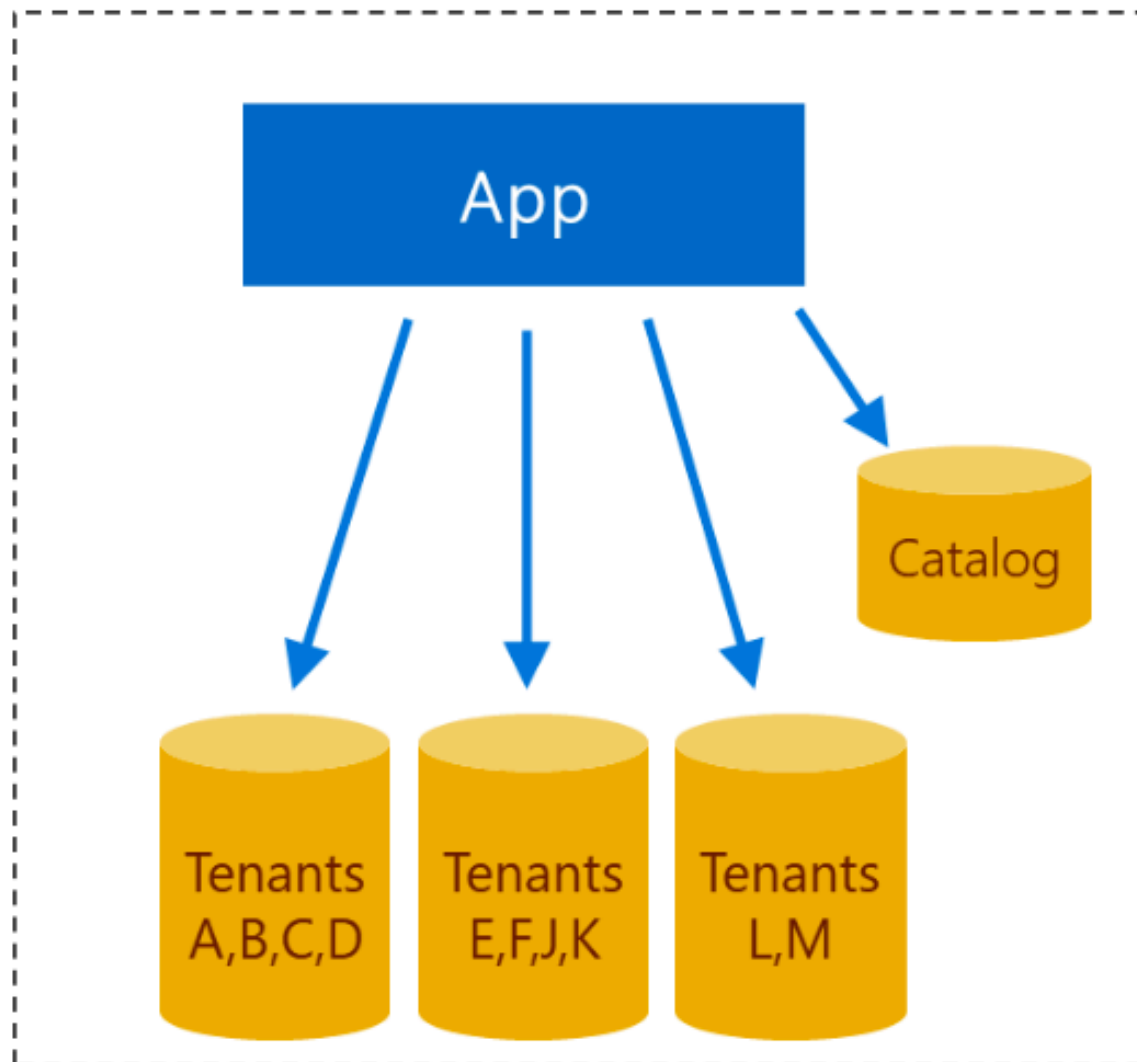 App
Catalog
Tenants
A,B,C,D
Tenants
E,F,J,K
Tenants
L,M